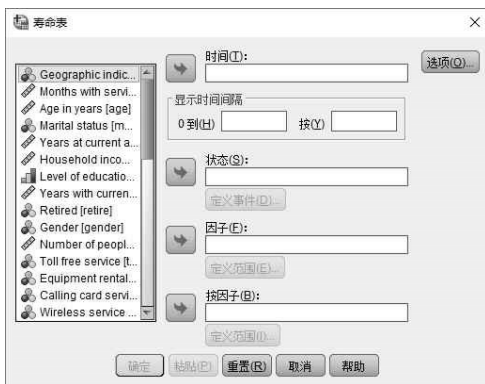 寿命表
Geographic indic...
Months with servi...
Age in years [age]
Marital status [m...
Years at current a...
Household inco...
Level of educatio...
Years with curren...
Retired [retire]
Gender [gender]
Number of peopl...
Toll free service [t...
Equipment rental...
Calling card servi...
Wireless service ...
时间(T):
选项(O)...
显示时间间隔
0 到(H) 按(Y)
状态(S):
定义事件(D)...
因子(F):
定义范围(E)...
按因子(B):
定义范围(I)...
确定 粘贴(P) 重置(R) 取消 帮助